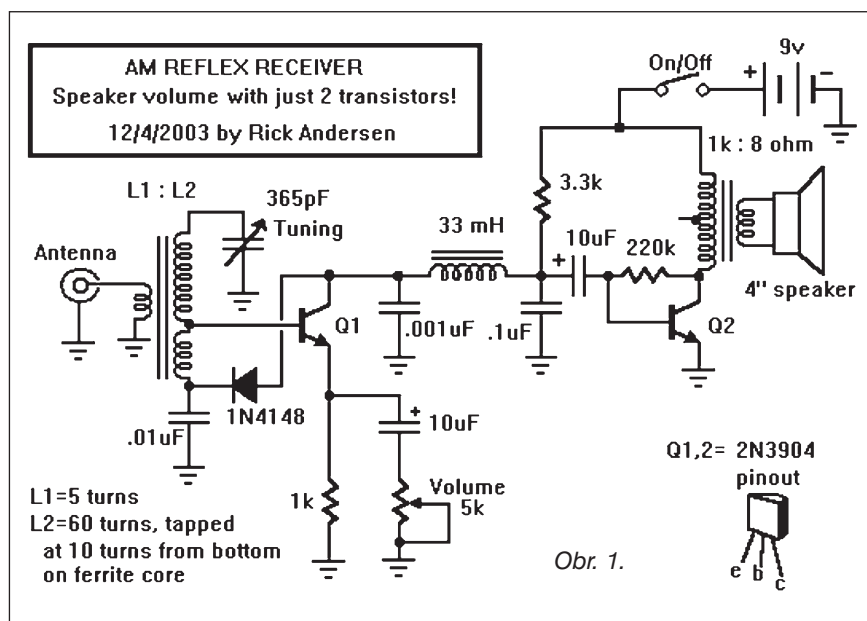 AM REFLEX RECEIVER
Speaker volume with just 2 transistors!
12/4/2003 by Rick Andersen
On/Off
+
9v
–
1k : 8 ohm
L1 : L2
365pF
Tuning
3.3k
33 mH
+
10uF
220k
Antenna
4" speaker
Q1
.001uF
.1uF
Q2
1N4148
.01uF
+
10uF
Q1,2= 2N3904
pinout
1k
Volume
5k
L1=5 turns
L2=60 turns, tapped
at 10 turns from bottom
on ferrite core
Obr. 1.
e b c